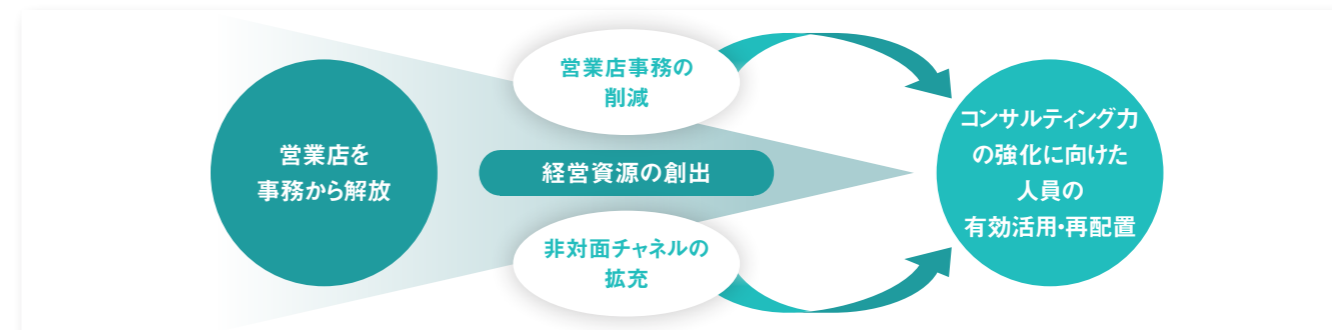 営業店を
事務から解放
営業店事務の
削減
経営資源の創出
非対面チャネルの
拡充
コンサルティング力
の強化に向けた
人員の
有効活用・再配置